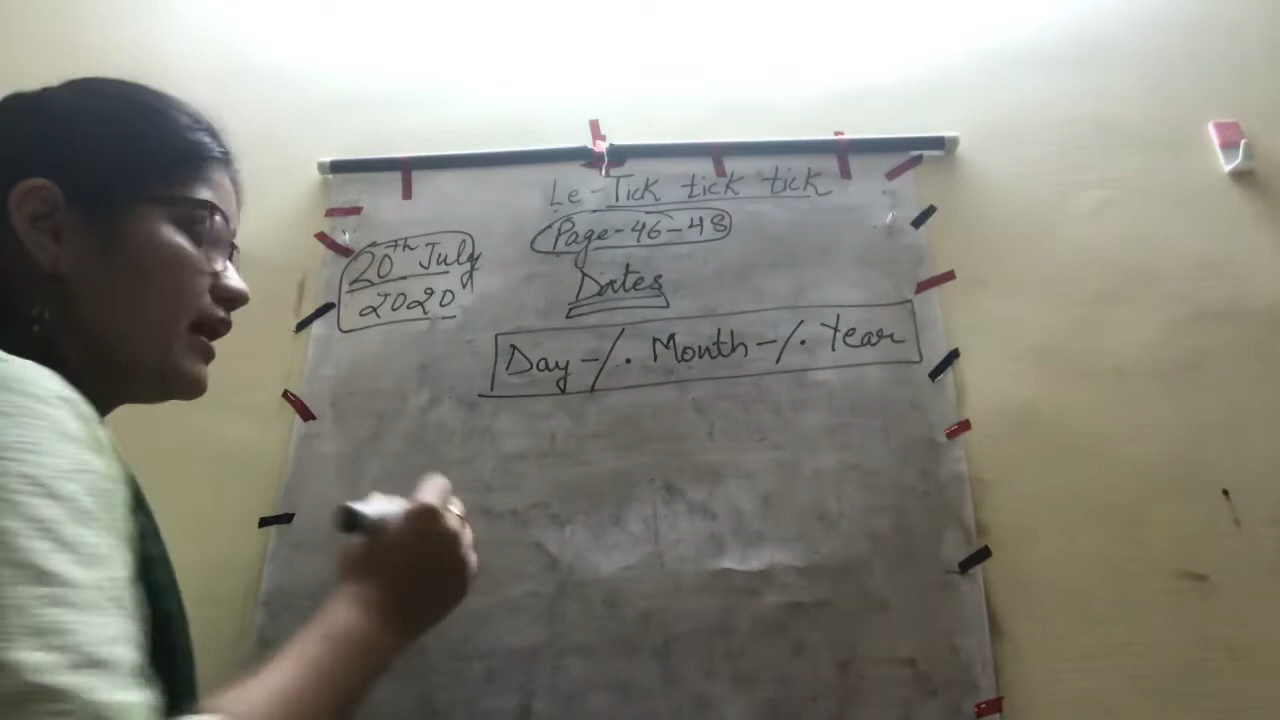 Le-Tick tick tick
Page-46-48
20th July
2020
Dates
Day-/. Month-/. Year